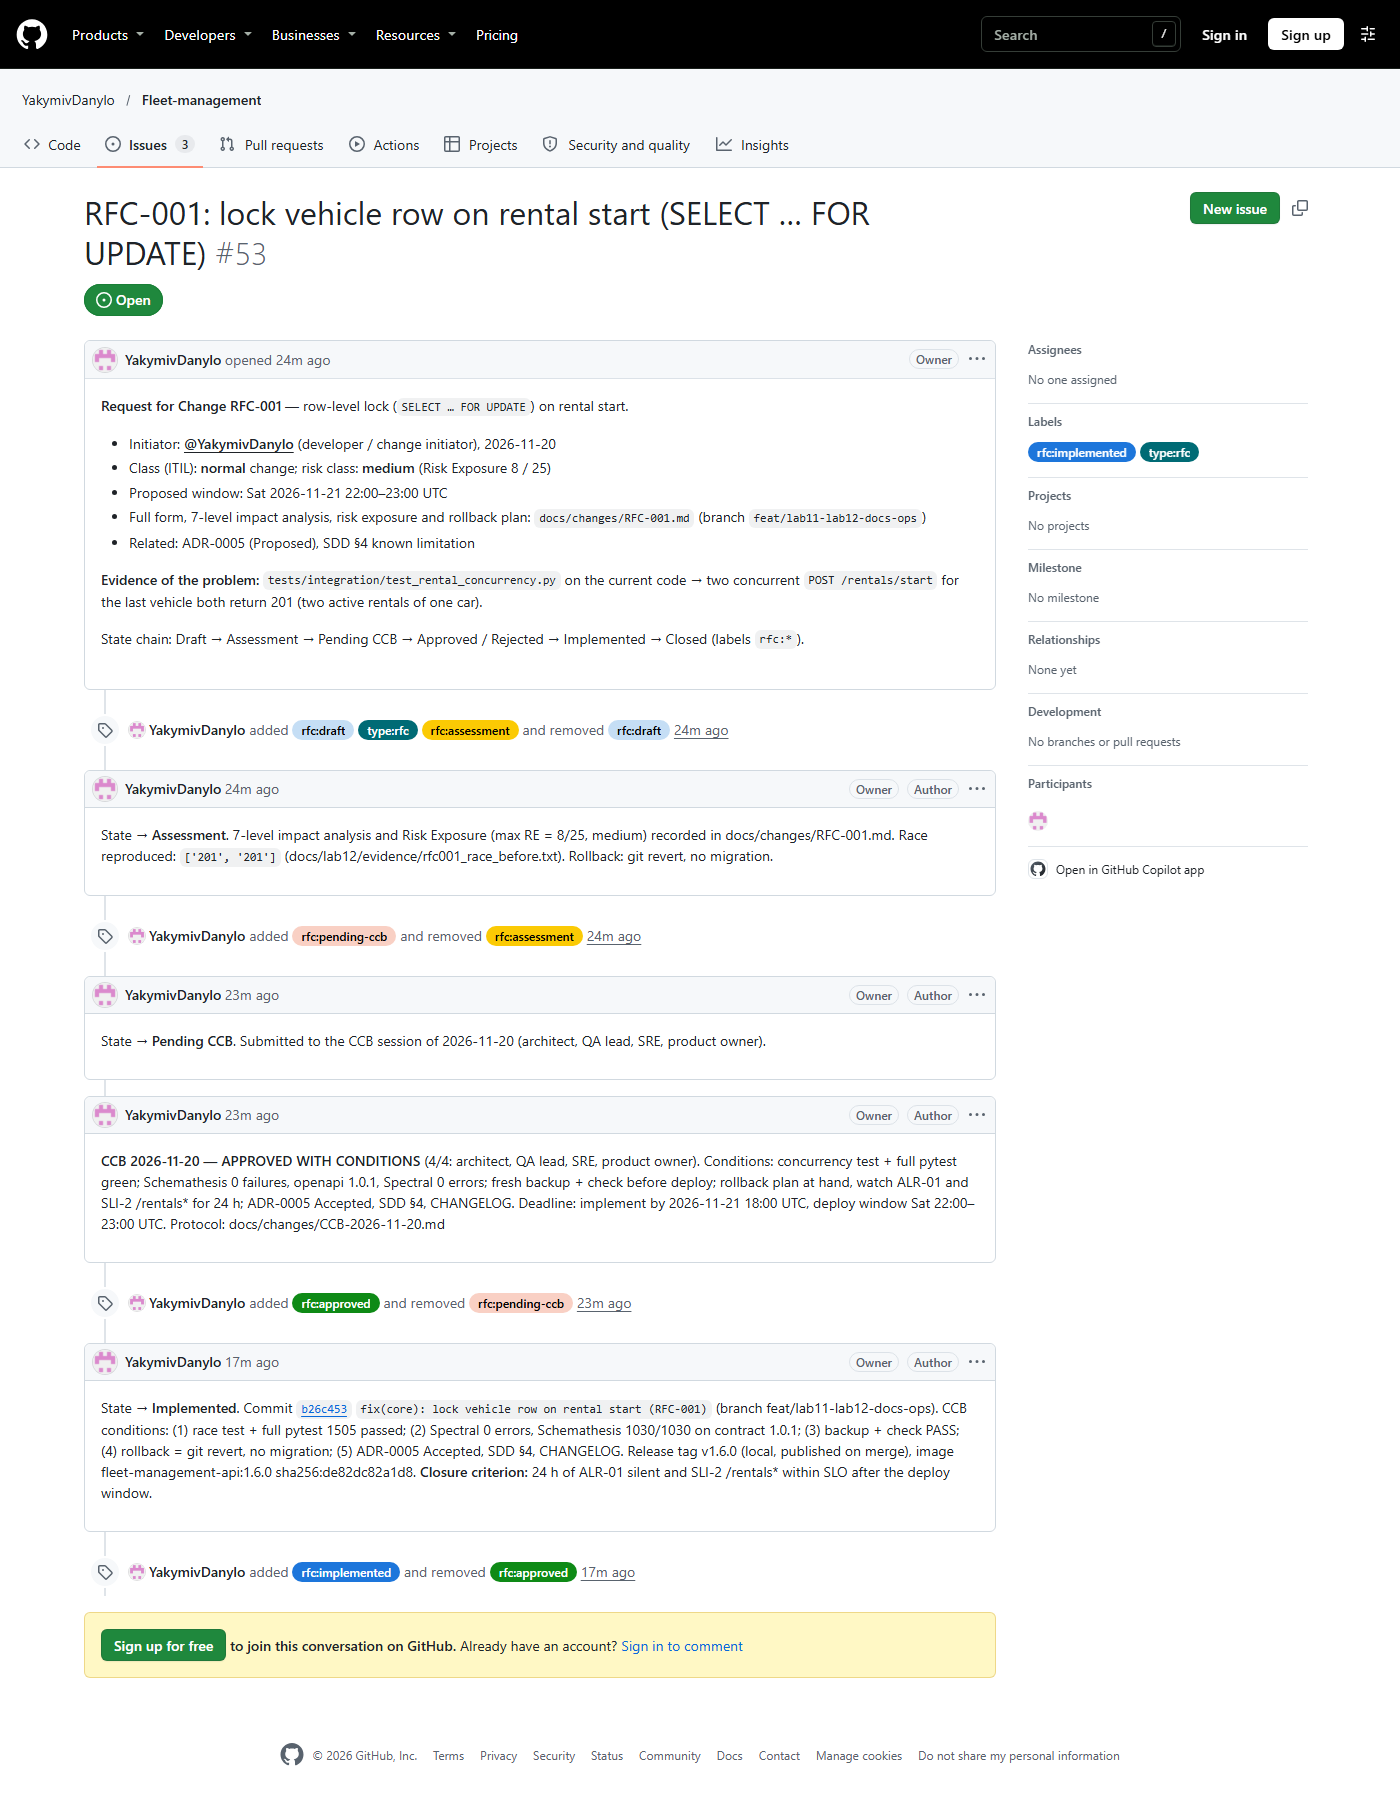 Products Developers Businesses Resources Pricing Search / Sign in Sign up
YakymivDanylo / Fleet-management
Code Issues 3 Pull requests Actions Projects Security and quality Insights
RFC-001: lock vehicle row on rental start (SELECT … FOR
UPDATE) #53
New issue
Open
YakymivDanylo opened 24m ago Owner
Request for Change RFC-001 — row-level lock ( SELECT … FOR UPDATE ) on rental start.
Initiator: @YakymivDanylo (developer / change initiator), 2026-11-20
Class (ITIL): normal change; risk class: medium (Risk Exposure 8 / 25)
Proposed window: Sat 2026-11-21 22:00–23:00 UTC
Full form, 7-level impact analysis, risk exposure and rollback plan: docs/changes/RFC-001.md (branch feat/lab11-lab12-docs-ops )
Related: ADR-0005 (Proposed), SDD §4 known limitation
Evidence of the problem: tests/integration/test_rental_concurrency.py on the current code → two concurrent POST /rentals/start for
the last vehicle both return 201 (two active rentals of one car).
State chain: Draft → Assessment → Pending CCB → Approved / Rejected → Implemented → Closed (labels rfc:* ).
YakymivDanylo added rfc:draft type:rfc rfc:assessment and removed rfc:draft 24m ago
YakymivDanylo 24m ago Owner Author
State → Assessment. 7-level impact analysis and Risk Exposure (max RE = 8/25, medium) recorded in docs/changes/RFC-001.md. Race
reproduced: ['201', '201'] (docs/lab12/evidence/rfc001_race_before.txt). Rollback: git revert, no migration.
YakymivDanylo added rfc:pending-ccb and removed rfc:assessment 24m ago
YakymivDanylo 23m ago Owner Author
State → Pending CCB. Submitted to the CCB session of 2026-11-20 (architect, QA lead, SRE, product owner).
YakymivDanylo 23m ago Owner Author
CCB 2026-11-20 — APPROVED WITH CONDITIONS (4/4: architect, QA lead, SRE, product owner). Conditions: concurrency test + full pytest
green; Schemathesis 0 failures, openapi 1.0.1, Spectral 0 errors; fresh backup + check before deploy; rollback plan at hand, watch ALR-01 and
SLI-2 /rentals* for 24 h; ADR-0005 Accepted, SDD §4, CHANGELOG. Deadline: implement by 2026-11-21 18:00 UTC, deploy window Sat 22:00–
23:00 UTC. Protocol: docs/changes/CCB-2026-11-20.md
YakymivDanylo added rfc:approved and removed rfc:pending-ccb 23m ago
YakymivDanylo 17m ago Owner Author
State → Implemented. Commit b26c453 fix(core): lock vehicle row on rental start (RFC-001) (branch feat/lab11-lab12-docs-ops). CCB
conditions: (1) race test + full pytest 1505 passed; (2) Spectral 0 errors, Schemathesis 1030/1030 on contract 1.0.1; (3) backup + check PASS;
(4) rollback = git revert, no migration; (5) ADR-0005 Accepted, SDD §4, CHANGELOG. Release tag v1.6.0 (local, published on merge), image
fleet-management-api:1.6.0 sha256:de82dc82a1d8. Closure criterion: 24 h of ALR-01 silent and SLI-2 /rentals* within SLO after the deploy
window.
YakymivDanylo added rfc:implemented and removed rfc:approved 17m ago
Sign up for free to join this conversation on GitHub. Already have an account? Sign in to comment
Assignees
No one assigned
Labels
rfc:implemented type:rfc
Projects
No projects
Milestone
No milestone
Relationships
None yet
Development
No branches or pull requests
Participants
Open in GitHub Copilot app
© 2026 GitHub, Inc. Terms Privacy Security Status Community Docs Contact Manage cookies Do not share my personal information